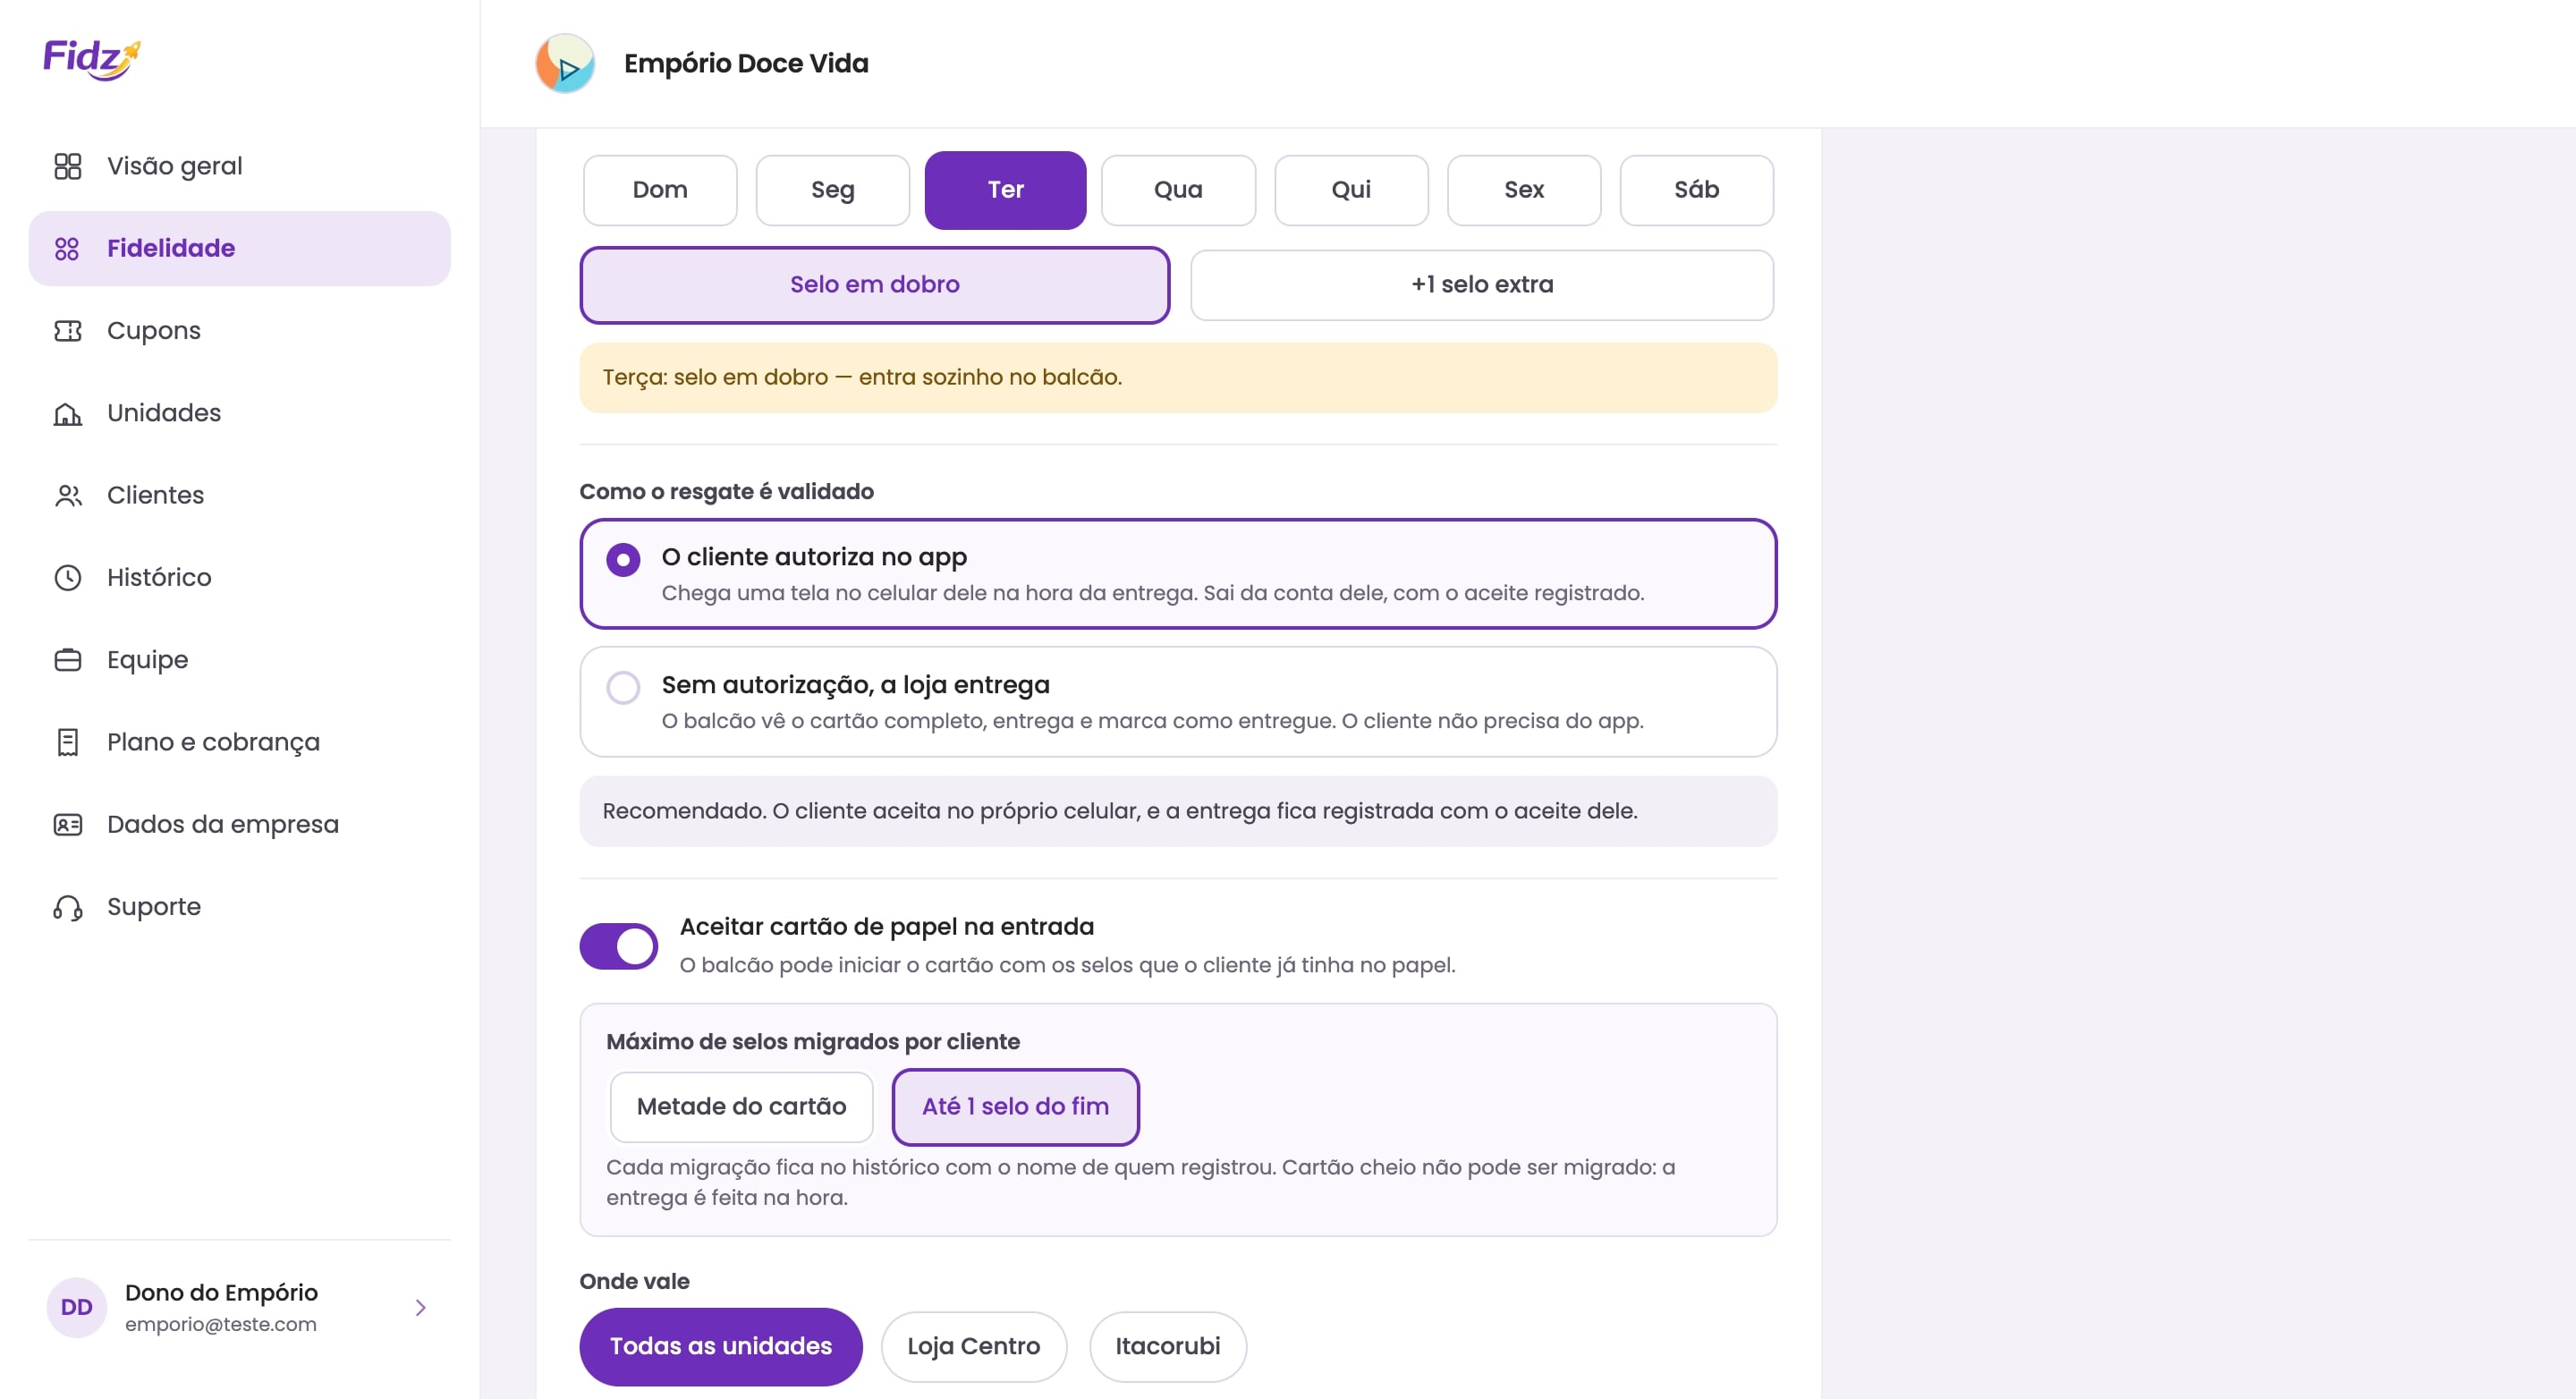 Fidz
Empório Doce Vida
Visão geral
Fidelidade
Cupons
Unidades
Clientes
Histórico
Equipe
Plano e cobrança
Dados da empresa
Suporte
DD
Dono do Empório
emporio@teste.com
Dom
Seg
Ter
Qua
Qui
Sex
Sáb
Selo em dobro
+1 selo extra
Terça: selo em dobro — entra sozinho no balcão.
Como o resgate é validado
O cliente autoriza no app
Chega uma tela no celular dele na hora da entrega. Sai da conta dele, com o aceite registrado.
Sem autorização, a loja entrega
O balcão vê o cartão completo, entrega e marca como entregue. O cliente não precisa do app.
Recomendado. O cliente aceita no próprio celular, e a entrega fica registrada com o aceite dele.
Aceitar cartão de papel na entrada
O balcão pode iniciar o cartão com os selos que o cliente já tinha no papel.
Máximo de selos migrados por cliente
Metade do cartão
Até 1 selo do fim
Cada migração fica no histórico com o nome de quem registrou. Cartão cheio não pode ser migrado: a
entrega é feita na hora.
Onde vale
Todas as unidades
Loja Centro
Itacorubi